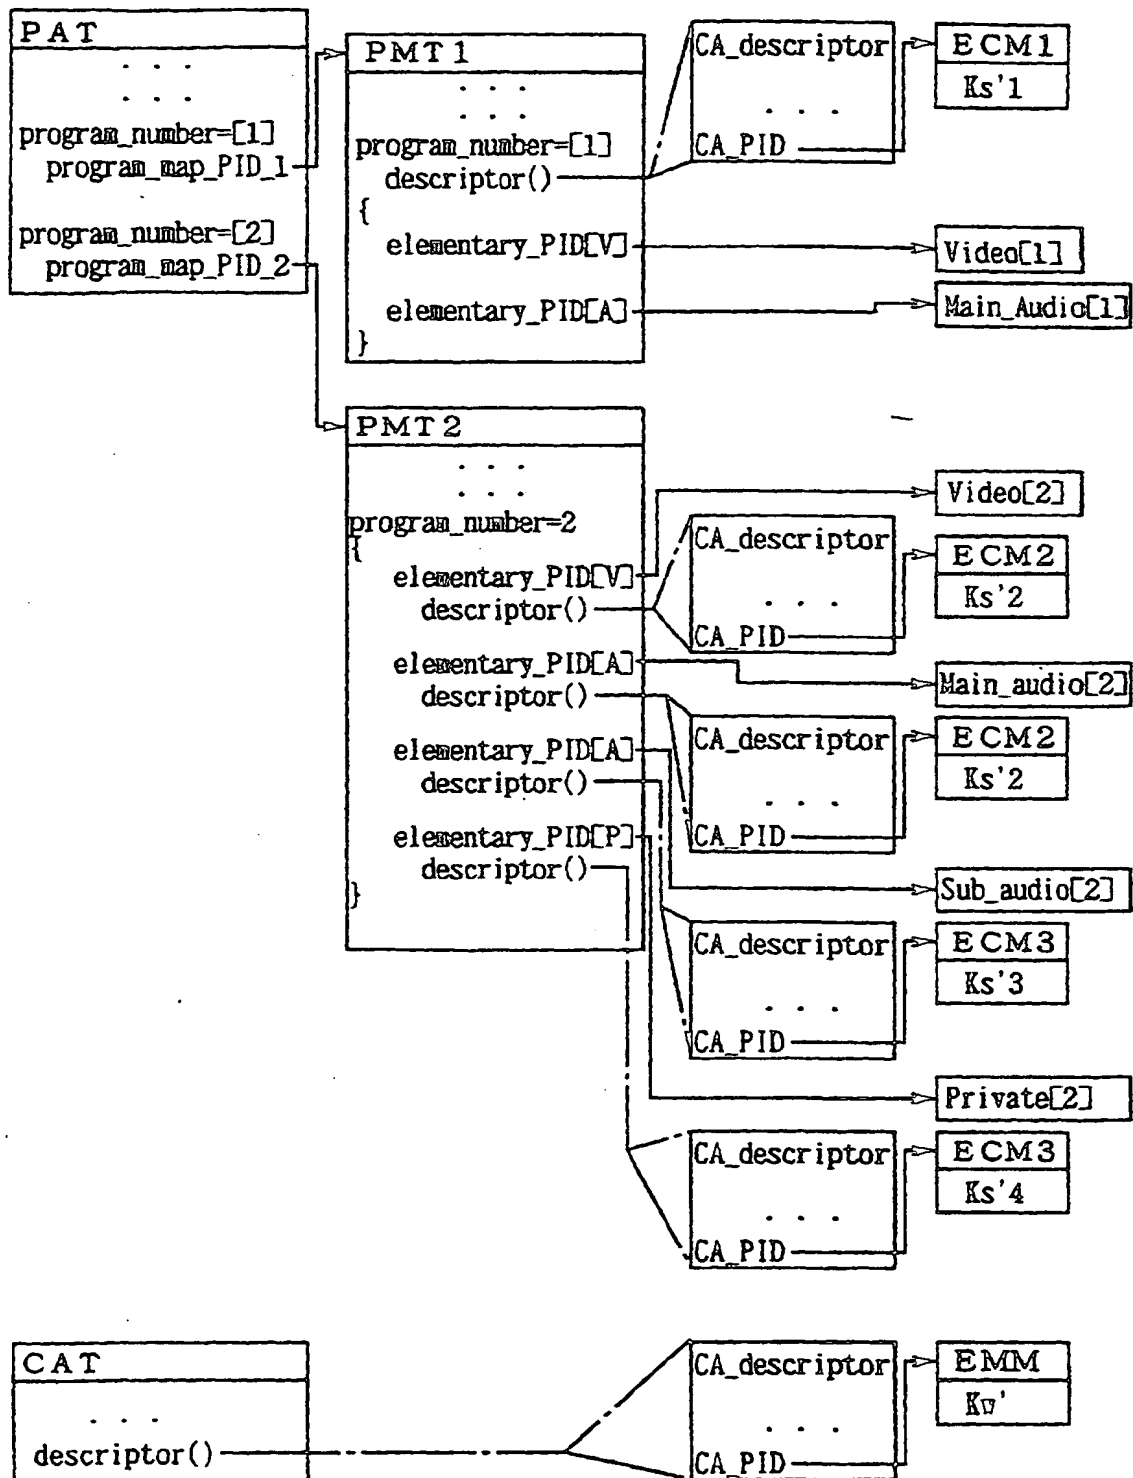 PAT
. . .
. . .
program_number=[1]
program_map_PID_1
program_number=[2]
program_map_PID_2
PMT1
. . .
. . .
program_number=[1]
descriptor()
{
elementary_PID[V]
elementary_PID[A]
}
CA_descriptor
. . .
CA_PID
ECM1
Ks'1
Video[1]
Main_Audio[1]
PMT2
. . .
. . .
program_number=2
{
elementary_PID[V]
descriptor()
elementary_PID[A]
descriptor()
elementary_PID[A]
descriptor()
elementary_PID[P]
descriptor()
}
Video[2]
CA_descriptor
. . .
CA_PID
ECM2
Ks'2
Main_audio[2]
CA_descriptor
. . .
CA_PID
ECM2
Ks'2
Sub_audio[2]
CA_descriptor
. . .
CA_PID
ECM3
Ks'3
Private[2]
CA_descriptor
. . .
CA_PID
ECM3
Ks'4
CAT
. . .
descriptor()
CA_descriptor
. . .
CA_PID
EMM